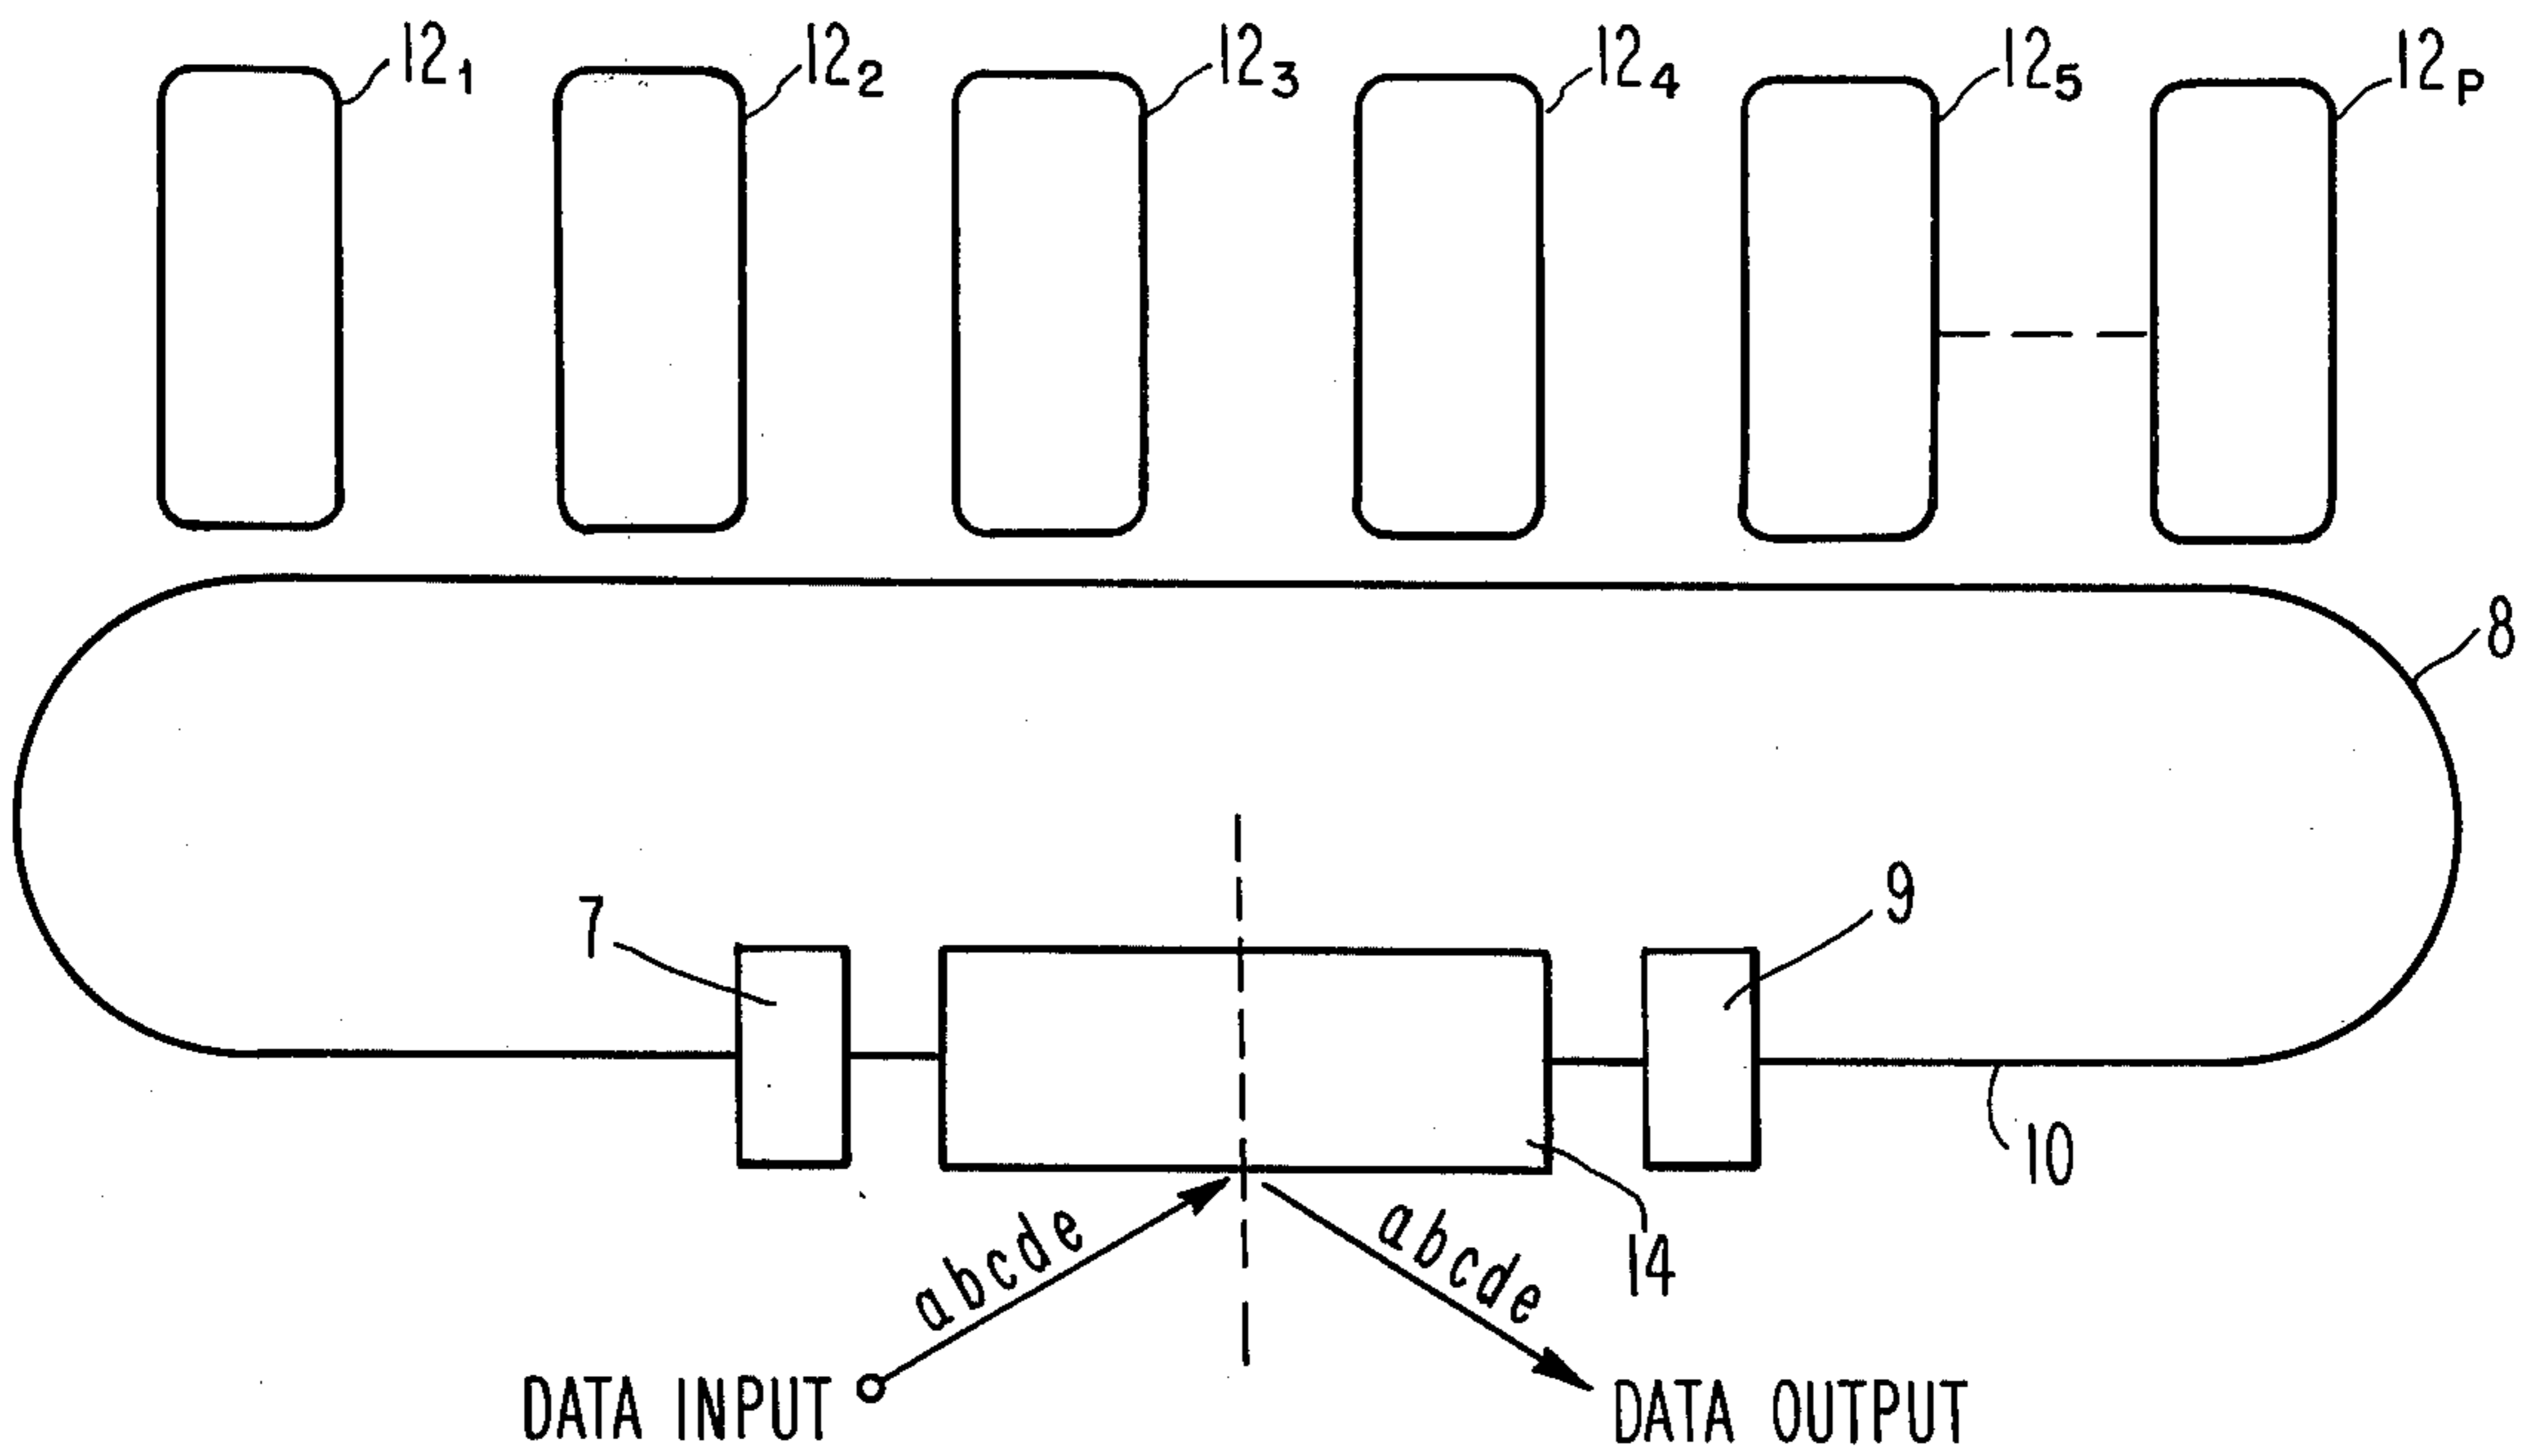 12₁ 12₂ 12₃ 12₄ 12₅ 12ₚ
8
7 9
10
14
abcde abcde
DATA INPUT DATA OUTPUT